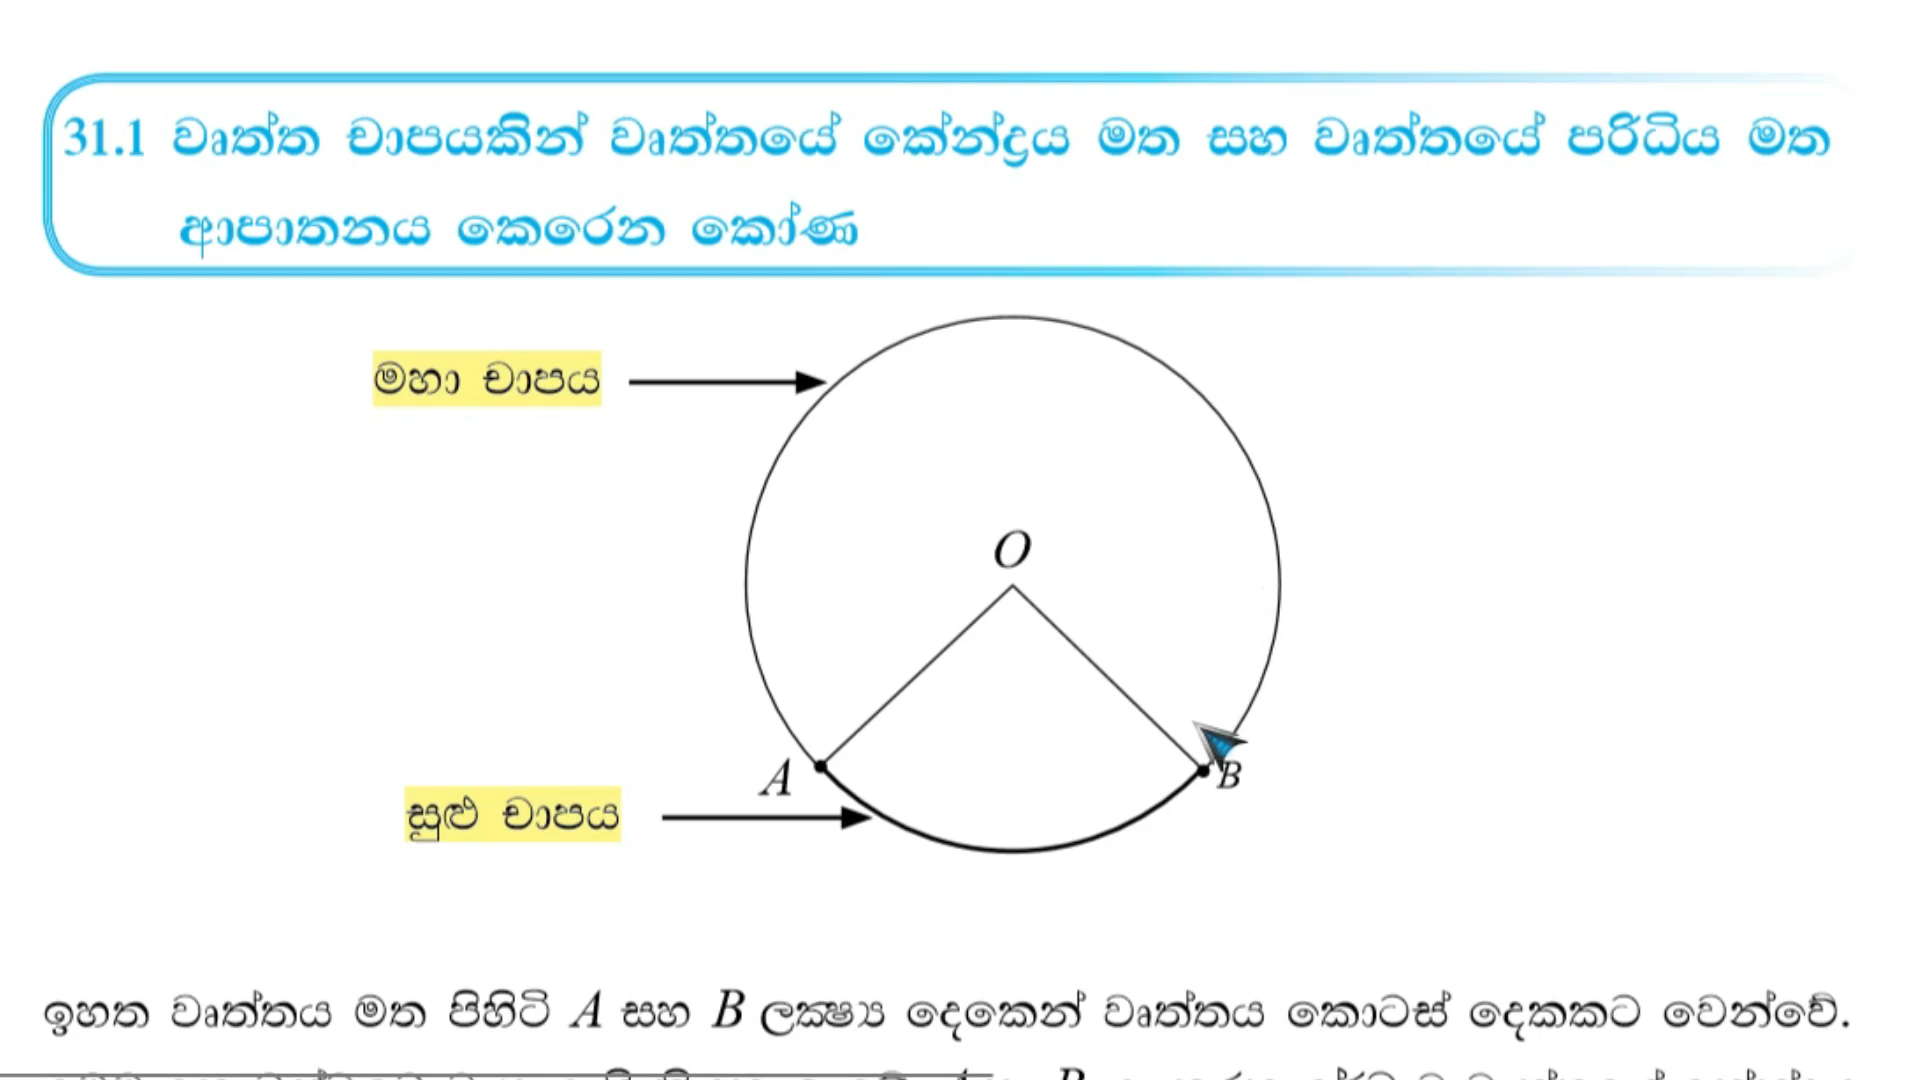 31.1 වෘත්ත චාපයකින් වෘත්තයේ කේන්ද්‍රය මත සහ වෘත්තයේ පරිධිය මත
ආපාතනය කෙරෙන කෝණ
මහා චාපය
O
A
B
සුළු චාපය
ඉහත වෘත්තය මත පිහිටි A සහ B ලක්ෂ්‍ය දෙකෙන් වෘත්තය කොටස් දෙකකට වෙන්වේ.